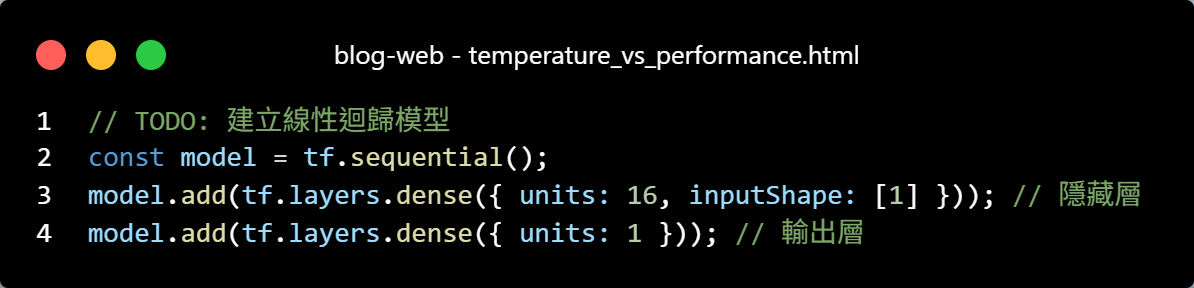 blog-web - temperature_vs_performance.html
1 // TODO: 建立線性迴歸模型
2 const model = tf.sequential();
3 model.add(tf.layers.dense({ units: 16, inputShape: [1] })); // 隱藏層
4 model.add(tf.layers.dense({ units: 1 })); // 輸出層